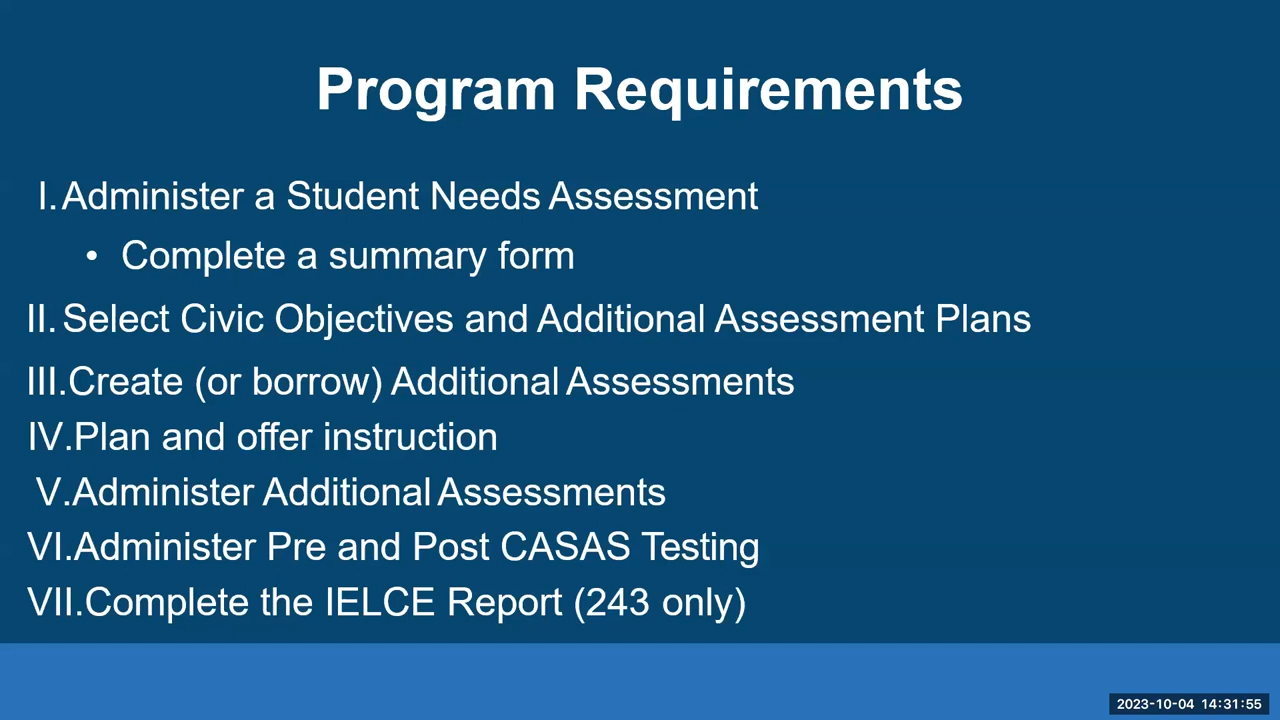 Program Requirements
I. Administer a Student Needs Assessment
• Complete a summary form
II. Select Civic Objectives and Additional Assessment Plans
III.Create (or borrow) Additional Assessments
IV.Plan and offer instruction
V.Administer Additional Assessments
VI.Administer Pre and Post CASAS Testing
VII.Complete the IELCE Report (243 only)
2023-10-04 14:31:55